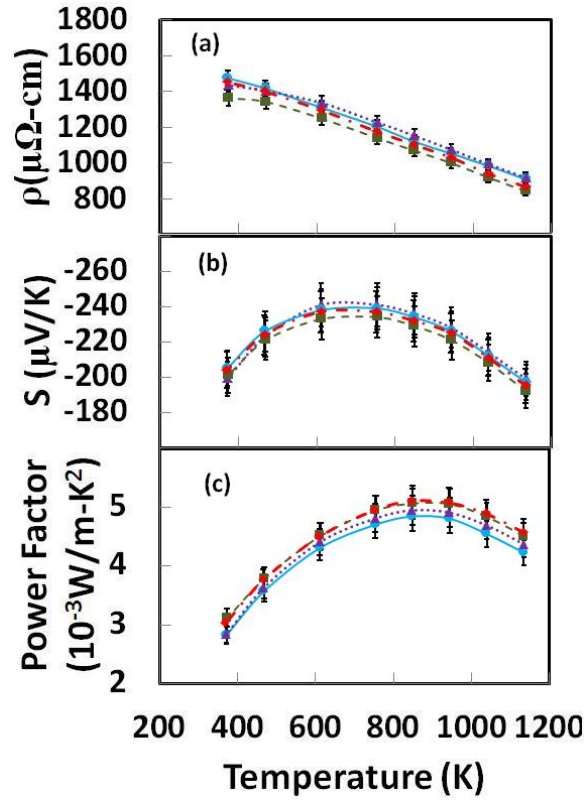 1800
(a)
1600
1400
1200
1000
800
ρ(μΩ-cm)
(b)
-260
-240
-220
-200
-180
S (μV/K)
(c)
5
4
3
2
Power Factor
(10⁻³W/m-K²)
200 400 600 800 1000 1200
Temperature (K)